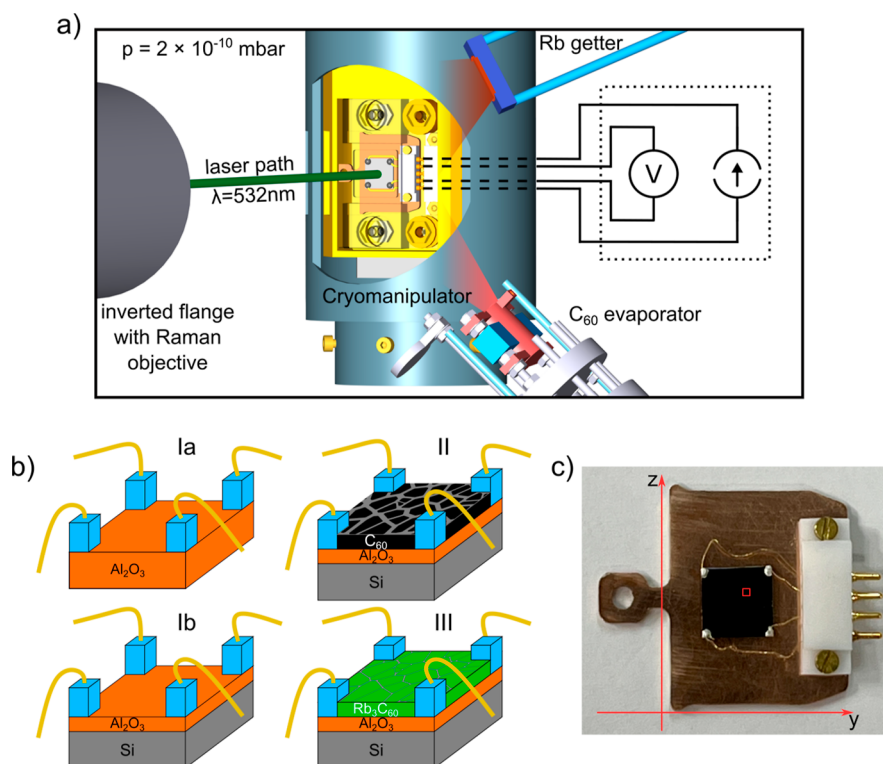 a)
p = 2 × 10⁻¹⁰ mbar
Rb getter
laser path
λ=532nm
V
Cryomanipulator
C₆₀ evaporator
inverted flange
with Raman
objective
b)
Ia
Al₂O₃
II
C₆₀
Al₂O₃
Si
Ib
Al₂O₃
Si
III
Rb₃C₆₀
Al₂O₃
Si
c)
z
y